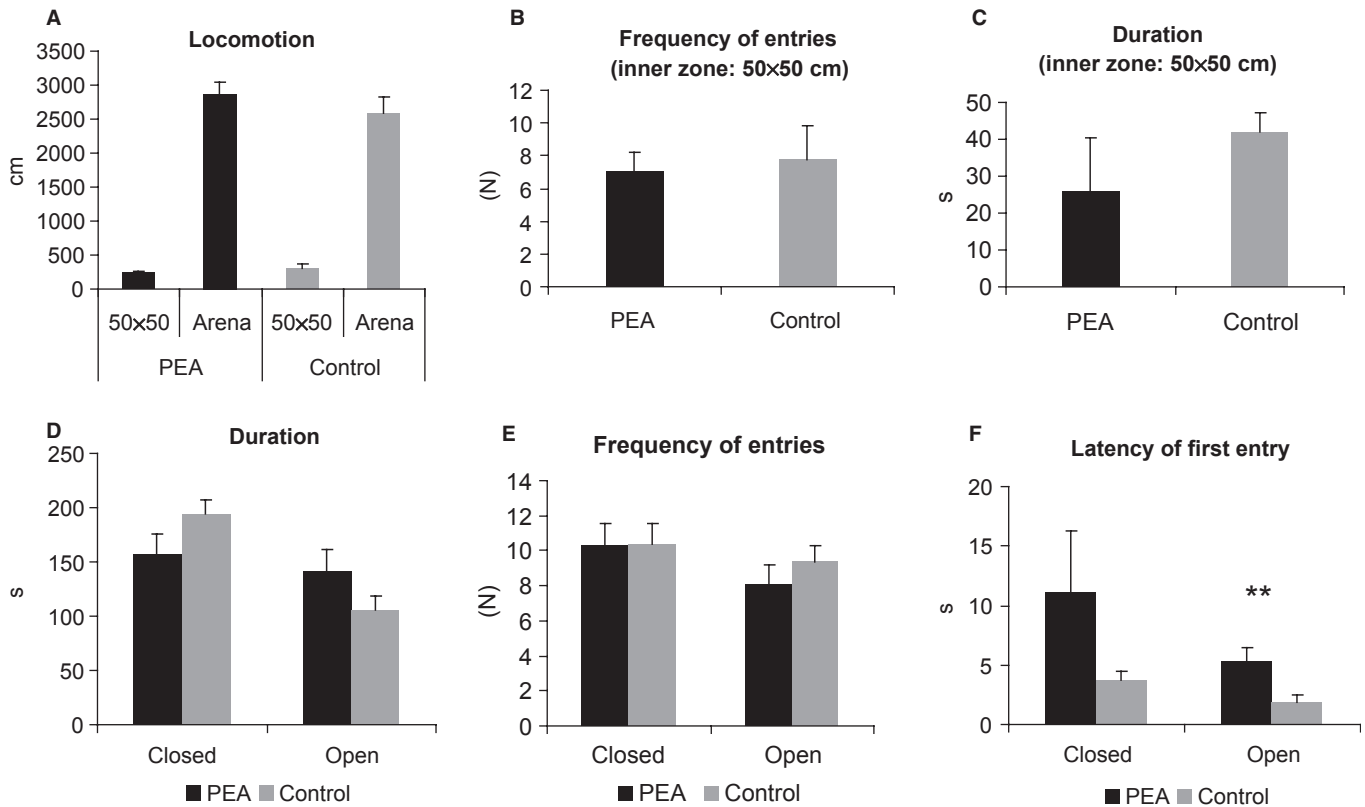 A
Locomotion
3500
3000
2500
2000
1500
1000
500
0
cm
50×50 Arena 50×50 Arena
PEA Control
B
Frequency of entries
(inner zone: 50×50 cm)
12
10
8
6
4
2
0
(N)
PEA Control
C
Duration
(inner zone: 50×50 cm)
50
40
30
20
10
0
s
PEA Control
D
Duration
250
200
150
100
50
0
s
Closed Open
PEA Control
E
Frequency of entries
14
12
10
8
6
4
2
0
(N)
Closed Open
PEA Control
F
Latency of first entry
20
15
10
5
0
s
**
Closed Open
PEA Control